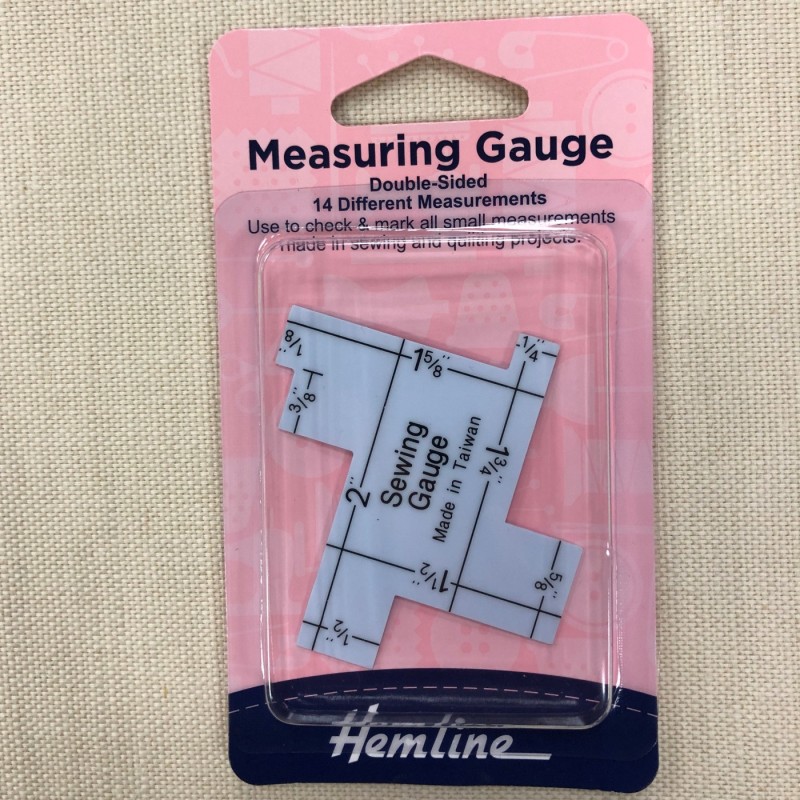 Measuring Gauge
Double-Sided
14 Different Measurements
Use to check & mark all small measurements
made in sewing and quilting projects.
1/8"
1 5/8"
1/4"
3/8"
Sewing
Gauge
Made in Taiwan
1 3/4"
2"
1 1/2"
5/8"
1/2"
Hemline